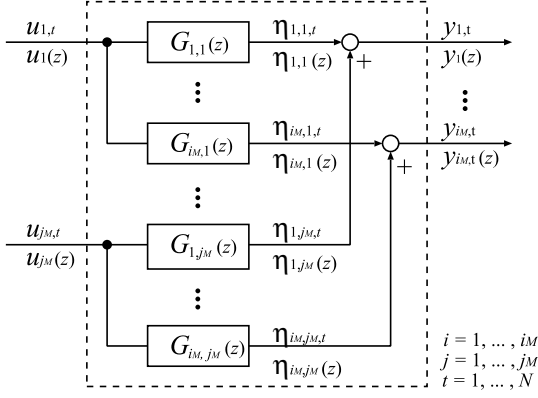 u1,t η1,1,t y1,t
u1(z) G1,1(z) η1,1(z) + y1(z)
ηiM,1,t yiM,t
GiM,1(z) ηiM,1(z) + yiM,t(z)
ujM,t η1,jM,t
ujM(z) G1,jM(z) η1,jM(z)
ηiM,jM,t
GiM,jM(z) ηiM,jM(z)
i = 1, ... , iM
j = 1, ... , jM
t = 1, ... , N